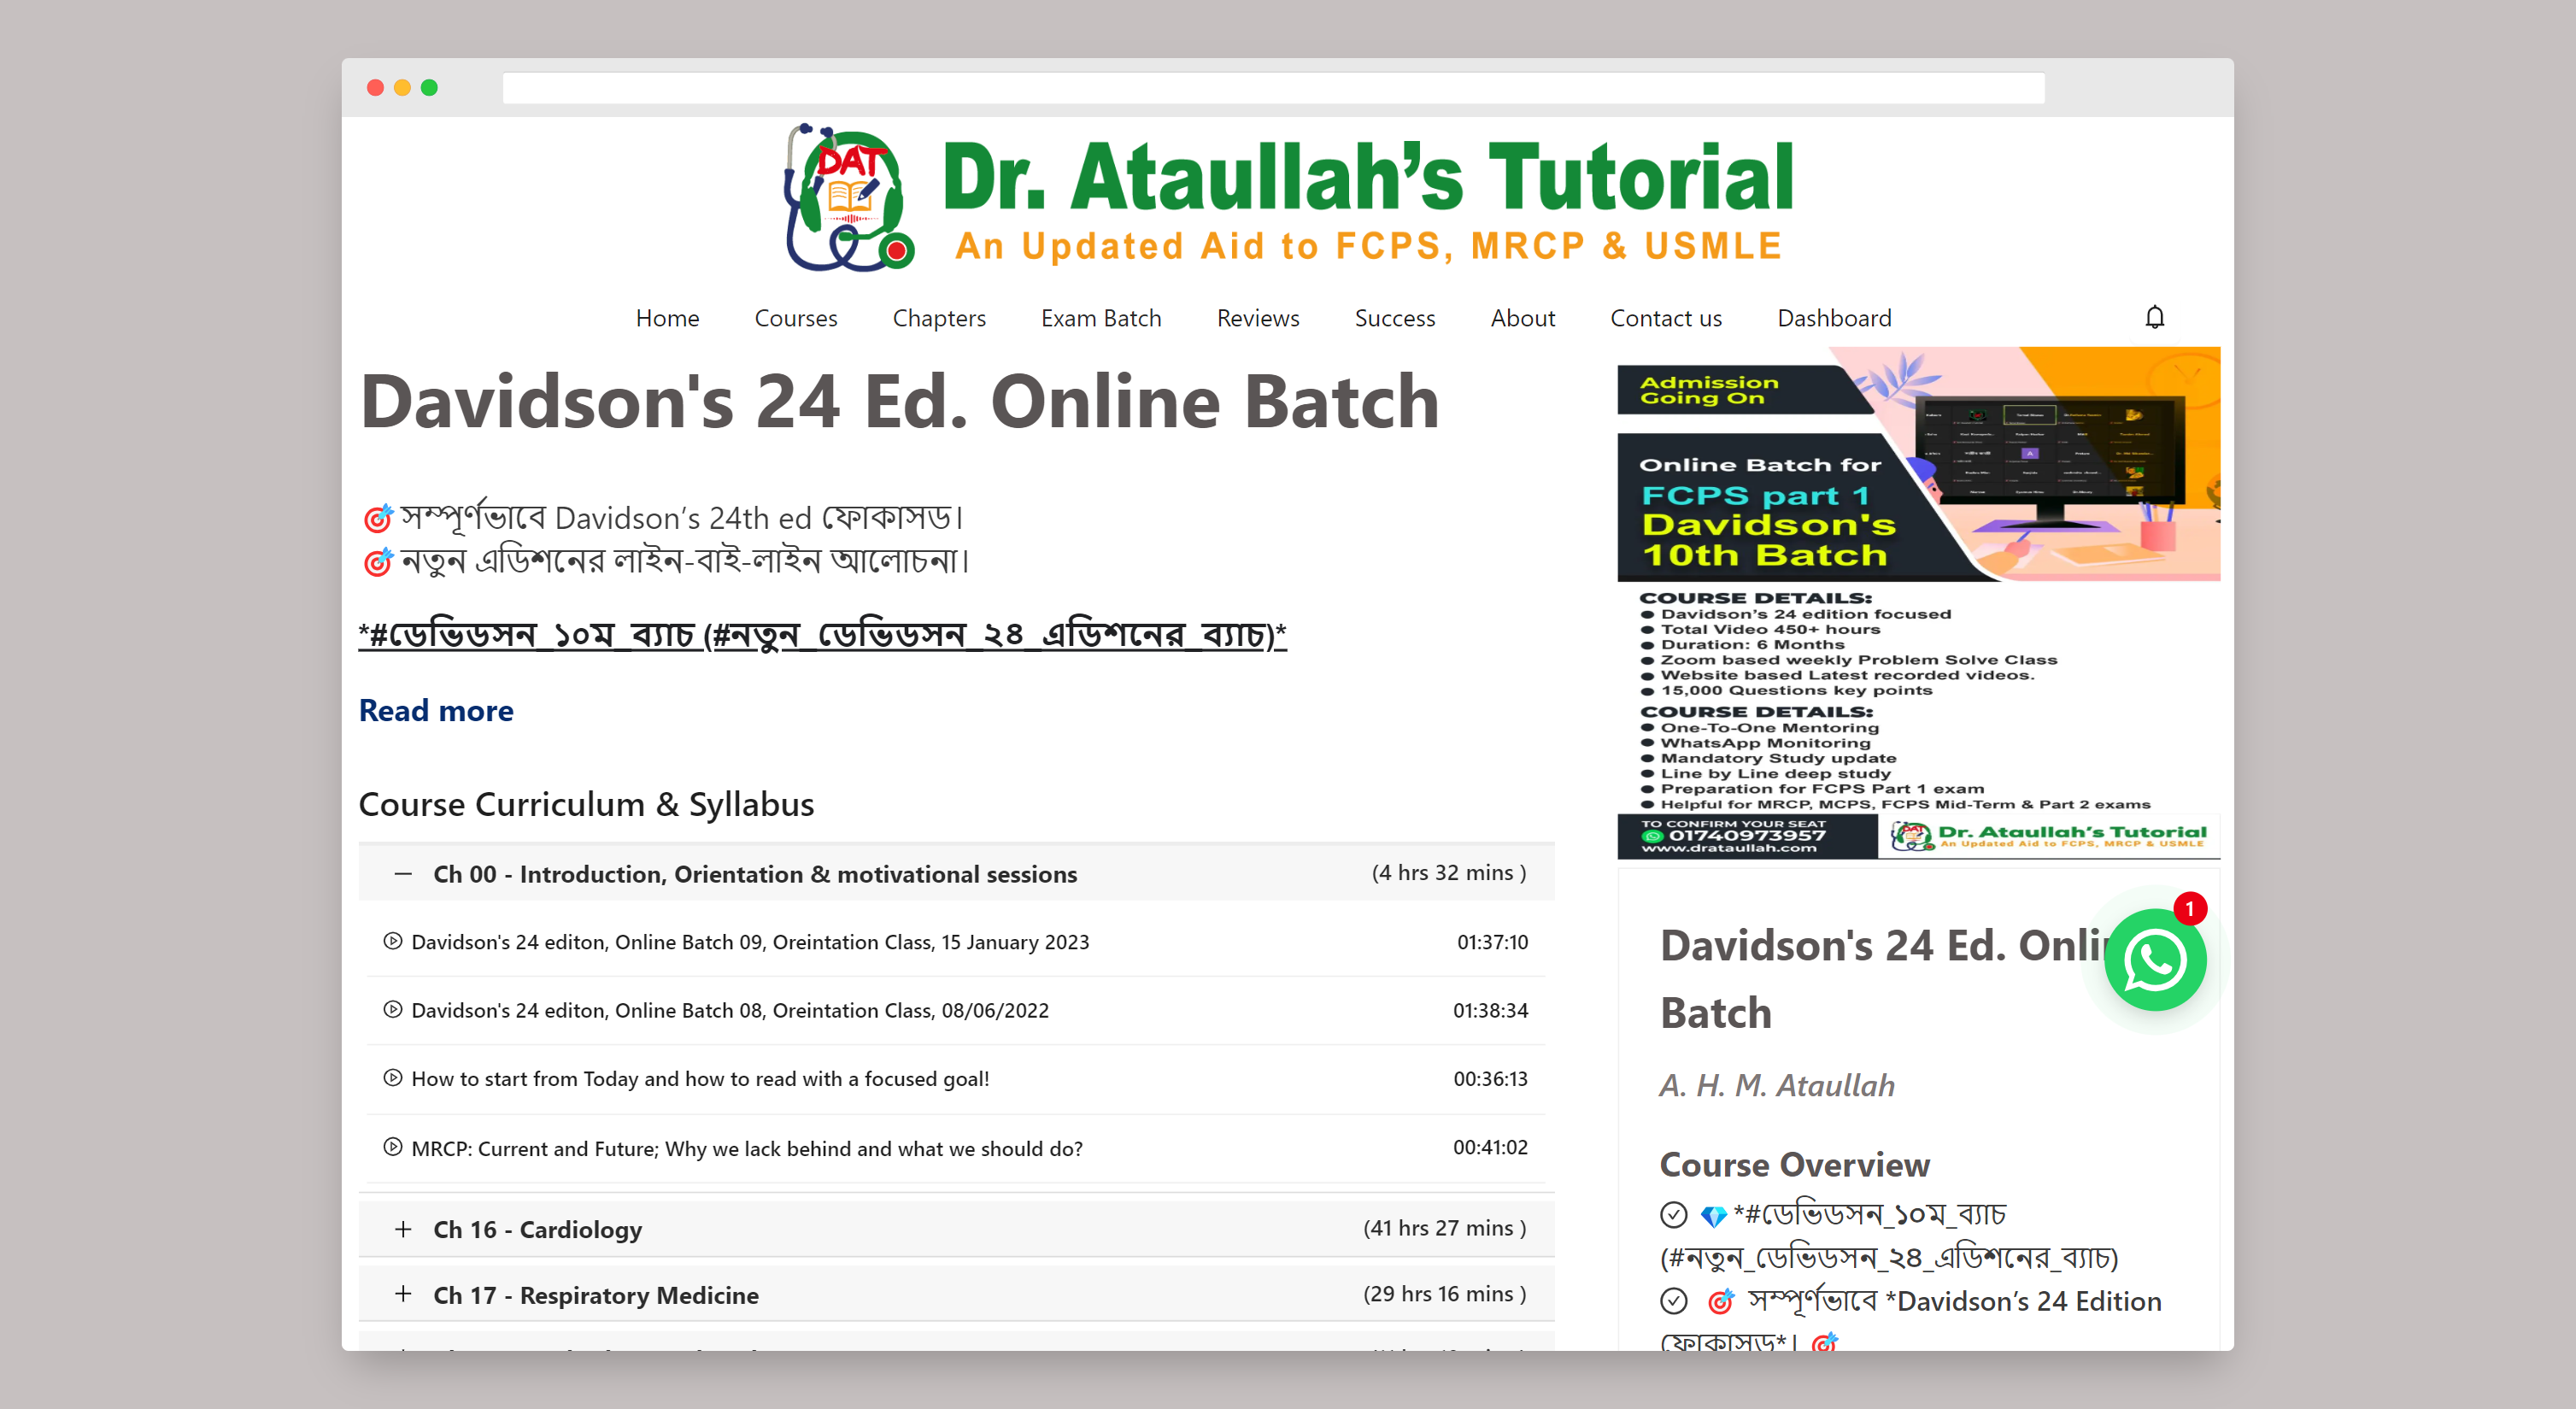 DAT
Dr. Ataullah’s Tutorial
An Updated Aid to FCPS, MRCP & USMLE
Home Courses Chapters Exam Batch Reviews Success About Contact us Dashboard
Davidson's 24 Ed. Online Batch
🎯 সম্পূর্ণভাবে Davidson’s 24th ed ফোকাসড।
🎯 নতুন এডিশনের লাইন-বাই-লাইন আলোচনা।
*#ডেভিডসন_১০ম_ব্যাচ (#নতুন_ডেভিডসন_২৪_এডিশনের_ব্যাচ)*
Read more
Course Curriculum & Syllabus
Ch 00 - Introduction, Orientation & motivational sessions (4 hrs 32 mins )
Davidson's 24 editon, Online Batch 09, Oreintation Class, 15 January 2023 01:37:10
Davidson's 24 editon, Online Batch 08, Oreintation Class, 08/06/2022 01:38:34
How to start from Today and how to read with a focused goal! 00:36:13
MRCP: Current and Future; Why we lack behind and what we should do? 00:41:02
Ch 16 - Cardiology (41 hrs 27 mins )
Ch 17 - Respiratory Medicine (29 hrs 16 mins )
Admission
Going On
Online Batch for
FCPS part 1
Davidson's
10th Batch
COURSE DETAILS:
Davidson’s 24 edition focused
Total Video 450+ hours
Duration: 6 Months
Zoom based weekly Problem Solve Class
Website based Latest recorded videos.
15,000 Questions key points
COURSE DETAILS:
One-To-One Mentoring
WhatsApp Monitoring
Mandatory Study update
Line by Line deep study
Preparation for FCPS Part 1 exam
Helpful for MRCP, MCPS, FCPS Mid-Term & Part 2 exams
TO CONFIRM YOUR SEAT
01740973957
www.drataullah.com
DAT
Dr. Ataullah’s Tutorial
An Updated Aid to FCPS, MRCP & USMLE
1
Davidson's 24 Ed.
Batch
A. H. M. Ataullah
Course Overview
💎*#ডেভিডসন_১০ম_ব্যাচ
(#নতুন_ডেভিডসন_২৪_এডিশনের_ব্যাচ)
🎯 সম্পূর্ণভাবে *Davidson’s 24 Edition
ফোকাসড*। 🎯